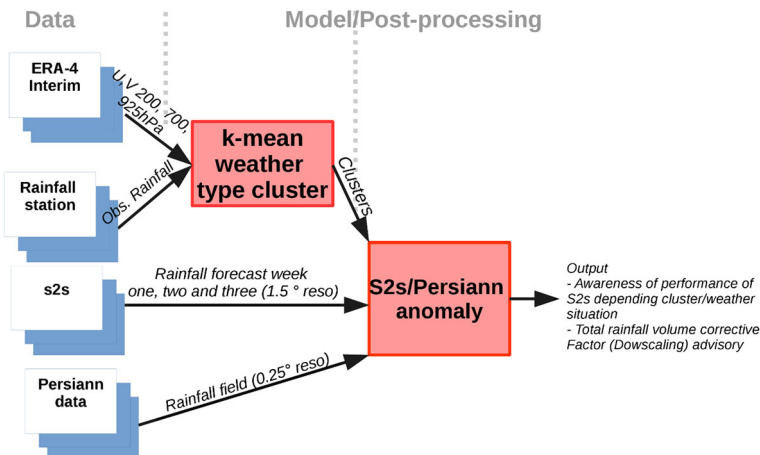 Data
Model/Post-processing
ERA-4
Interim
U,V 200, 700,
925hPa
k-mean
weather
type cluster
Rainfall
station
Obs. Rainfall
Clusters
s2s
Rainfall forecast week
one, two and three (1.5 ° reso)
S2s/Persiann
anomaly
Output
- Awareness of performance of
S2s depending cluster/weather
situation
- Total rainfall volume corrective
Factor (Dowscaling) advisory
Persiann
data
Rainfall field (0.25° reso)